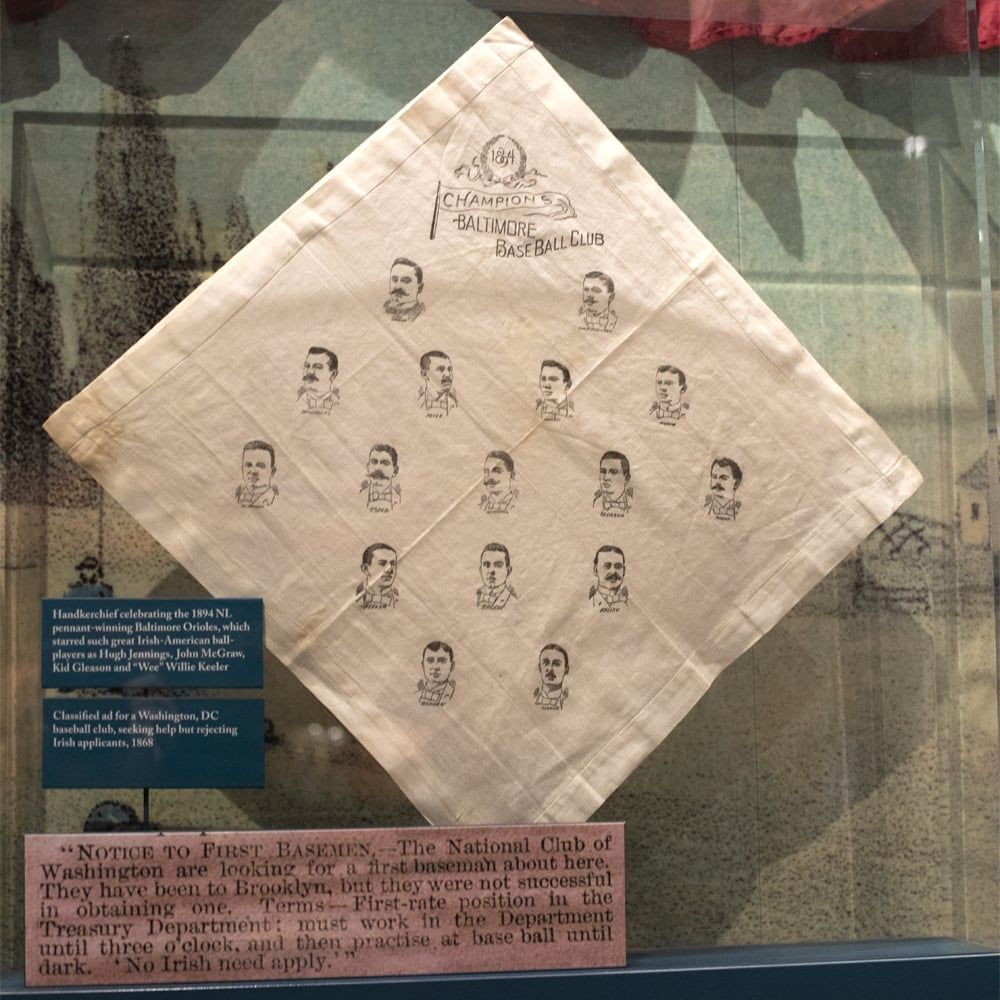 1894
CHAMPIONS
BALTIMORE
BASE BALL CLUB
ESPER
GLEASON
KEELER
BRODIE
KELLEY
Handkerchief celebrating the 1894 NL
pennant-winning Baltimore Orioles, which
starred such great Irish-American ball-
players as Hugh Jennings, John McGraw,
Kid Gleason and "Wee" Willie Keeler
Classified ad for a Washington, DC
baseball club, seeking help but rejecting
Irish applicants, 1868
"NOTICE TO FIRST BASEMEN.—The National Club of
Washington are looking for a first baseman about here.
They have been to Brooklyn, but they were not successful
in obtaining one. Terms—First-rate position in the
Treasury Department; must work in the Department
until three o'clock, and then practise at base ball until
dark. 'No Irish need apply.'"